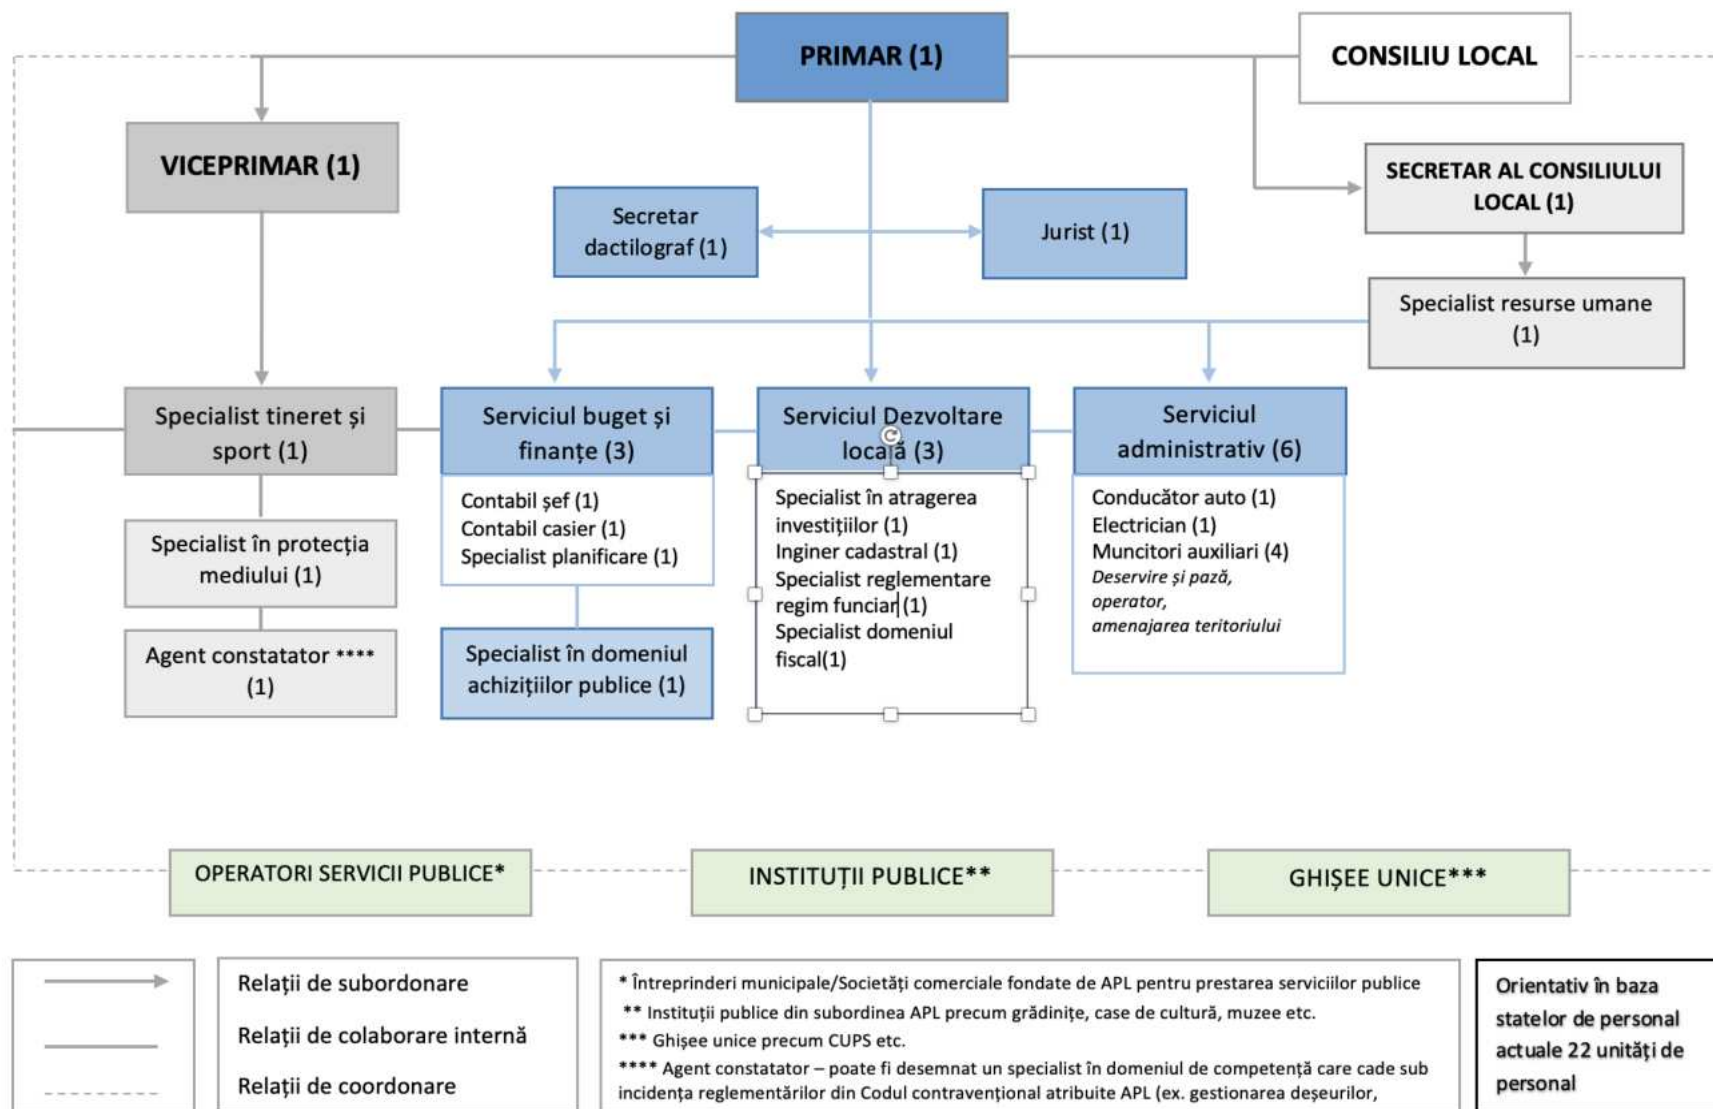 PRIMAR (1)
CONSILIU LOCAL
VICEPRIMAR (1)
SECRETAR AL CONSILIULUI
LOCAL (1)
Secretar
dactilograf (1)
Jurist (1)
Specialist resurse umane
(1)
Specialist tineret și
sport (1)
Serviciul buget și
finanțe (3)
Serviciul Dezvoltare
locală (3)
Serviciul
administrativ (6)
Specialist în protecția
mediului (1)
Agent constatator ****
(1)
Contabil șef (1)
Contabil casier (1)
Specialist planificare (1)
Specialist în domeniul
achizițiilor publice (1)
Specialist în atragerea
investițiilor (1)
Inginer cadastral (1)
Specialist reglementare
regim funciar (1)
Specialist domeniul
fiscal(1)
Conducător auto (1)
Electrician (1)
Muncitori auxiliari (4)
Deservire și pază,
operator,
amenajarea teritoriului
OPERATORI SERVICII PUBLICE*
INSTITUȚII PUBLICE**
GHIȘEE UNICE***
Relații de subordonare
Relații de colaborare internă
Relații de coordonare
* Întreprinderi municipale/Societăți comerciale fondate de APL pentru prestarea serviciilor publice
** Instituții publice din subordinea APL precum grădinițe, case de cultură, muzee etc.
*** Ghișee unice precum CUPS etc.
**** Agent constatator – poate fi desemnat un specialist în domeniul de competență care cade sub
incidența reglementărilor din Codul contravențional atribuite APL (ex. gestionarea deșeurilor,
Orientativ în baza
statelor de personal
actuale 22 unități de
personal